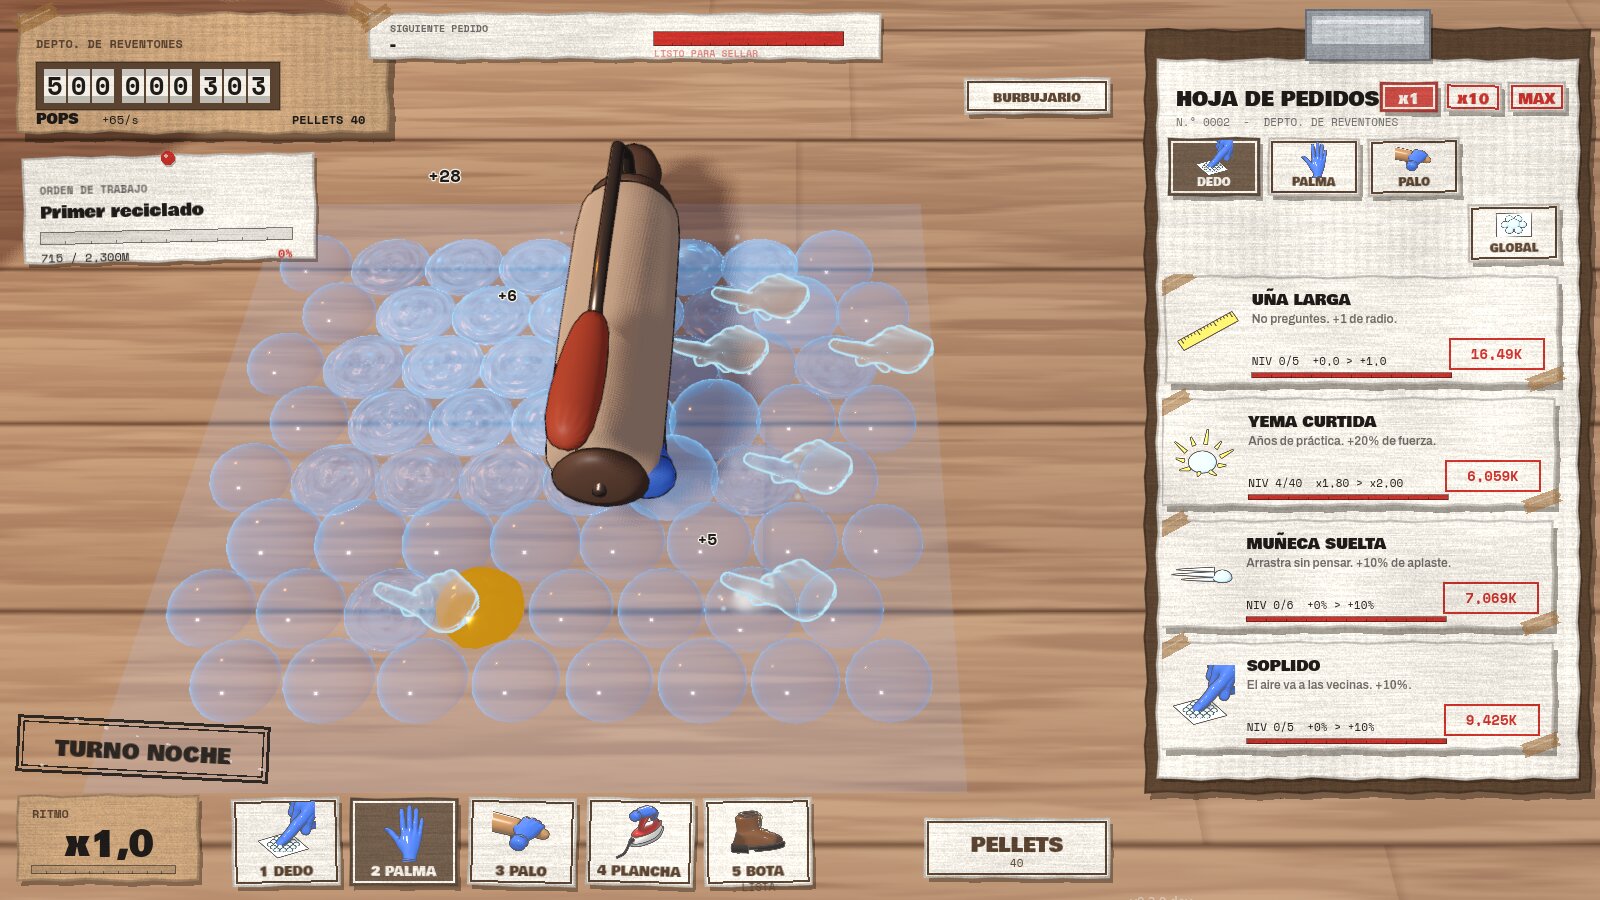 DEPTO. DE REVENTONES
500 000 303
POPS +65/s PELLETS 40
SIGUIENTE PEDIDO
-
LISTO PARA SELLAR
BURBUJARIO
ORDEN DE TRABAJO
Primer reciclado
0%
715 / 2,300M
+28
+6
+5
HOJA DE PEDIDOS x1 x10 MAX
N.° 0002 - DEPTO. DE REVENTONES
DEDO PALMA PALO
GLOBAL
UÑA LARGA
No preguntes. +1 de radio.
NIV 0/5 +0,0 > +1,0 16,49K
YEMA CURTIDA
Años de práctica. +20% de fuerza.
NIV 4/40 x1,80 > x2,00 6,059K
MUÑECA SUELTA
Arrastra sin pensar. +10% de aplaste.
NIV 0/6 +0% > +10% 7,069K
SOPLIDO
El aire va a las vecinas. +10%.
NIV 0/5 +0% > +10% 9,425K
TURNO NOCHE
RITMO
x1,0
1 DEDO 2 PALMA 3 PALO 4 PLANCHA 5 BOTA
LISTA
PELLETS
40